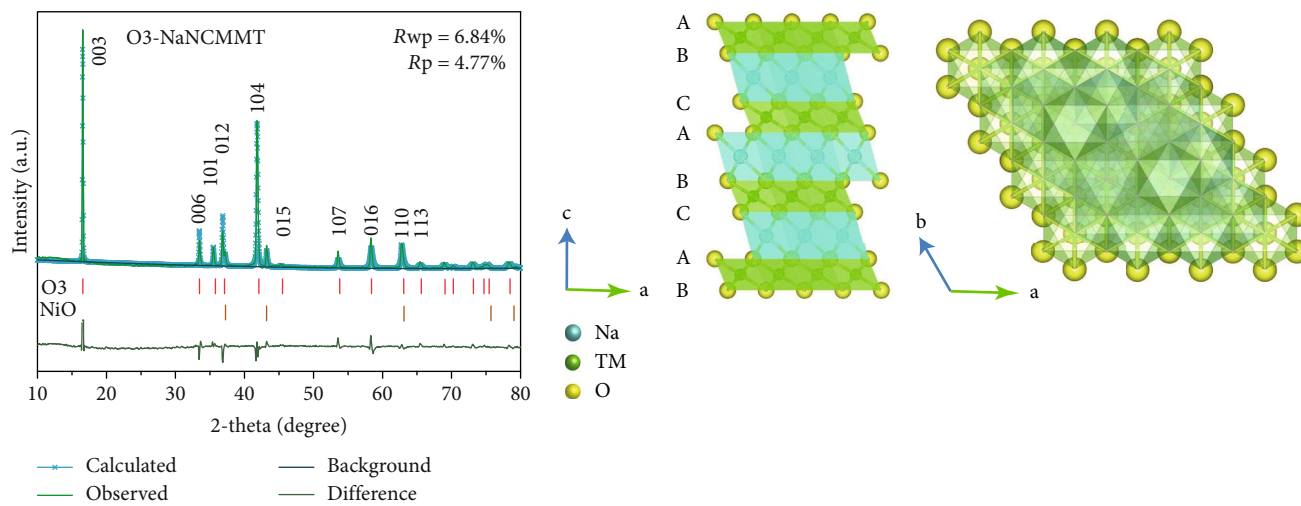 O3-NaNCMMT
Rwp = 6.84%
Rp = 4.77%
003
006
101
012
104
015
107
016
110
113
Intensity (a.u.)
O3
NiO
10 20 30 40 50 60 70 80
2-theta (degree)
Calculated
Background
Observed
Difference
A
B
C
A
B
C
A
B
c
a
Na
TM
O
b
a